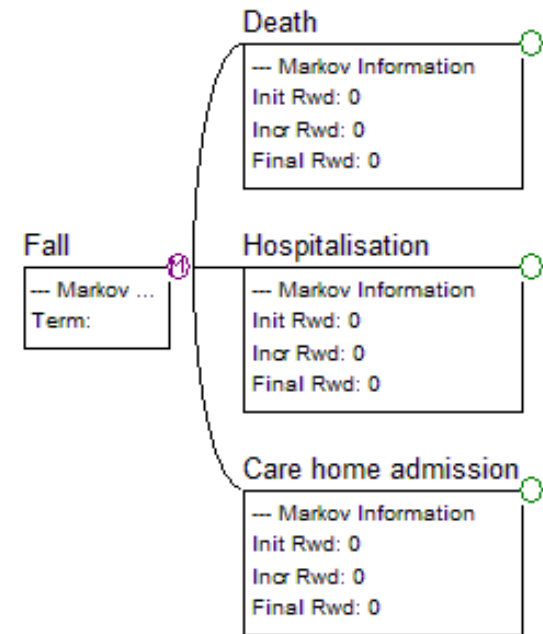 Death
--- Markov Information
Init Rwd: 0
Incr Rwd: 0
Final Rwd: 0
Fall
M
--- Markov ...
Term:
Hospitalisation
--- Markov Information
Init Rwd: 0
Incr Rwd: 0
Final Rwd: 0
Care home admission
--- Markov Information
Init Rwd: 0
Incr Rwd: 0
Final Rwd: 0